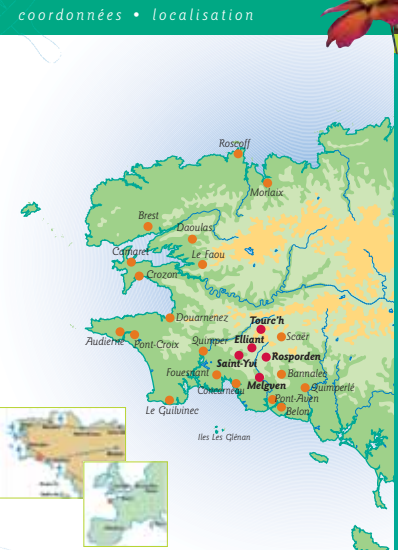 coordonnées • localisation
Roscoff
Morlaix
Brest
Daoulas
Camaret
Le Faou
Crozon
Douarnenez
Tourc'h
Audierne
Pont-Croix
Quimper
Elliant
Scaër
Saint-Yvi
Rosporden
Fouesnant
Bannalec
Concarneau
Melgven
Quimperlé
Pont-Aven
Le Guilvinec
Belon
Iles Les Glénan